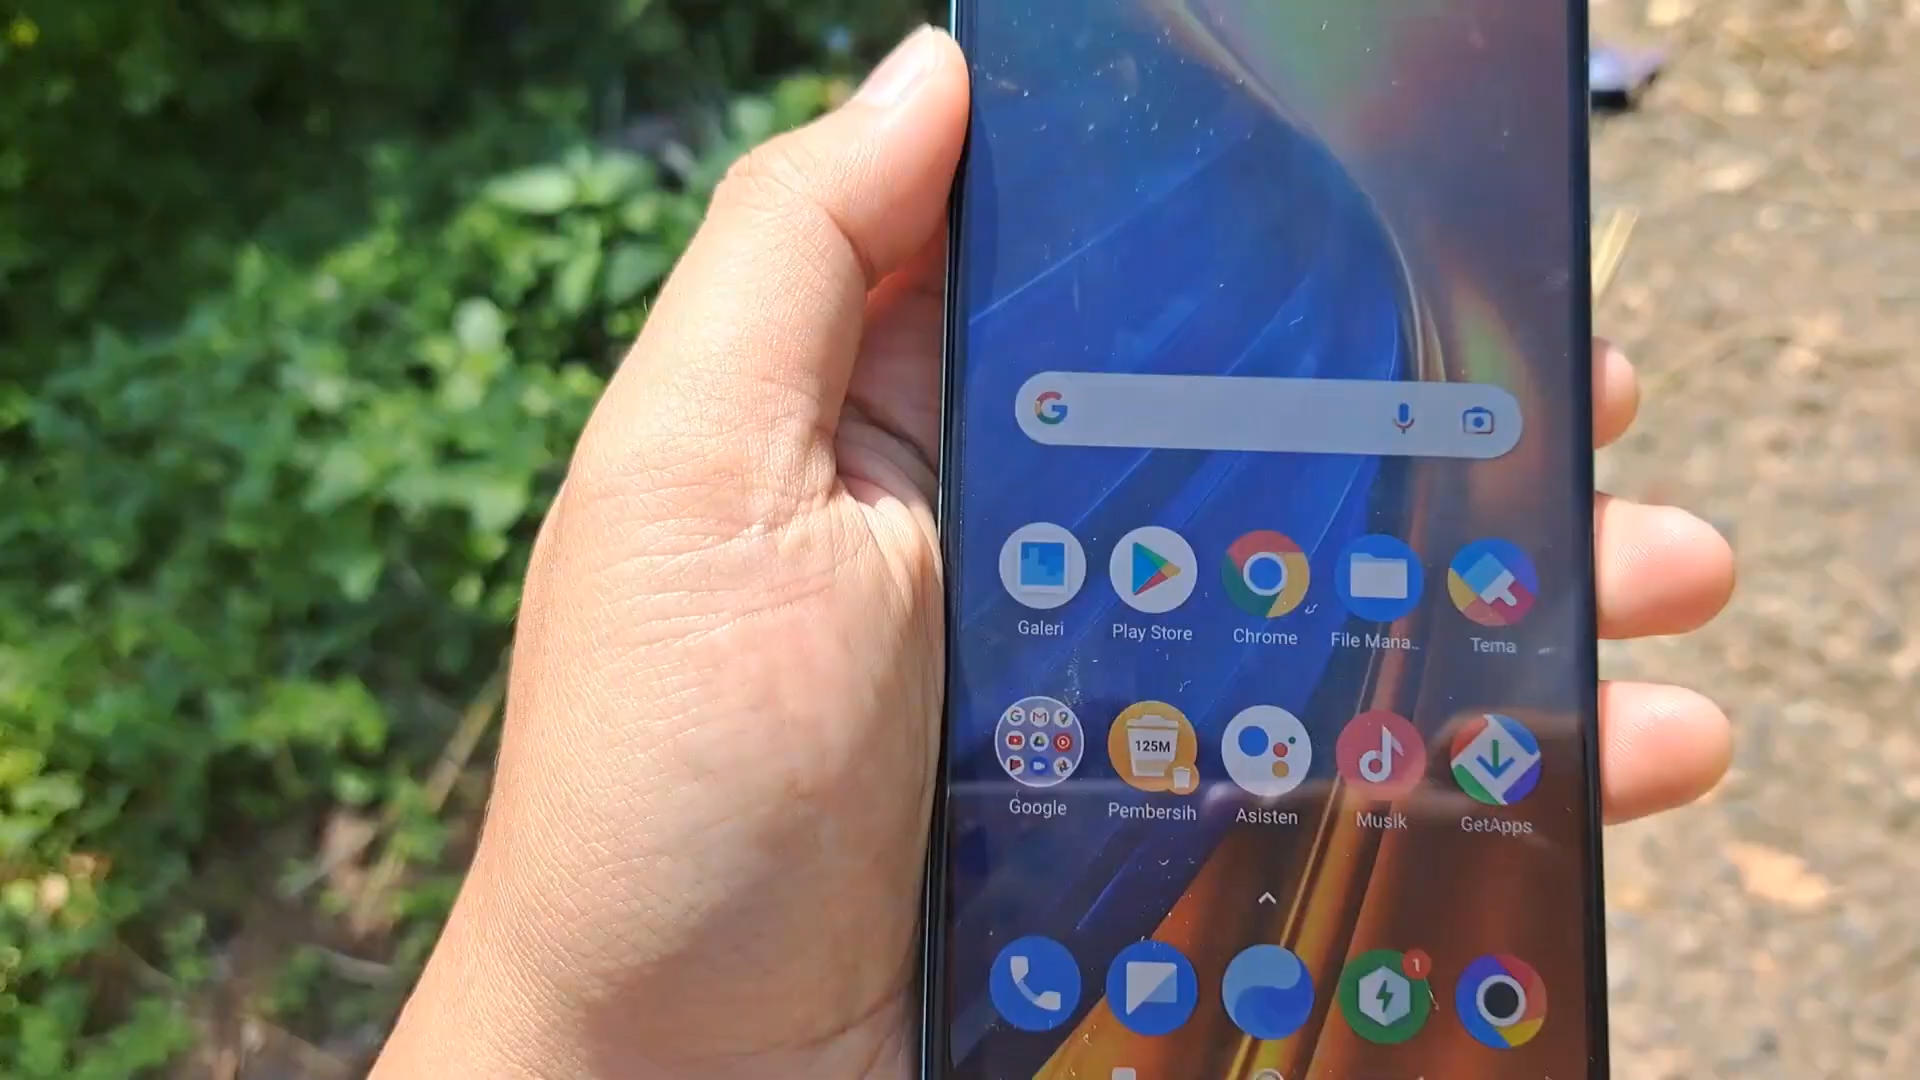 Galeri
Play Store
Chrome
File Mana..
Tema
125M
Google
Pembersih
Asisten
Musik
GetApps
1